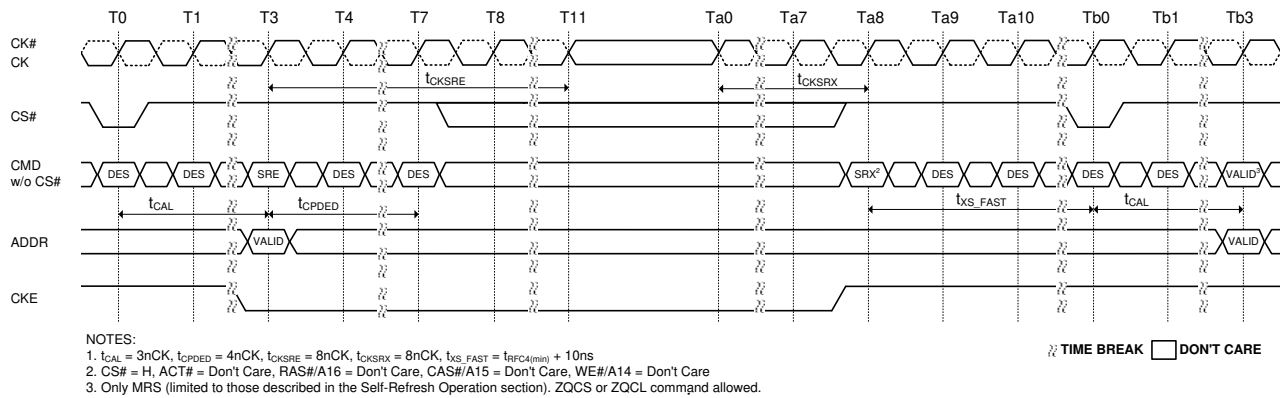 T0 T1 T3 T4 T7 T8 T11 Ta0 Ta7 Ta8 Ta9 Ta10 Tb0 Tb1 Tb3
CK#
CK
tCKSRE tCKSRX
CS#
CMD
w/o CS#
DES DES SRE DES DES SRX2 DES DES DES DES VALID3
tCAL tCPDED tXS_FAST tCAL
ADDR
VALID VALID
CKE
NOTES:
1. tCAL = 3nCK, tCPDED = 4nCK, tCKSRE = 8nCK, tCKSRX = 8nCK, tXS_FAST = tRFC4(min) + 10ns
2. CS# = H, ACT# = Don't Care, RAS#/A16 = Don't Care, CAS#/A15 = Don't Care, WE#/A14 = Don't Care
3. Only MRS (limited to those described in the Self-Refresh Operation section). ZQCS or ZQCL command allowed.
TIME BREAK DON'T CARE